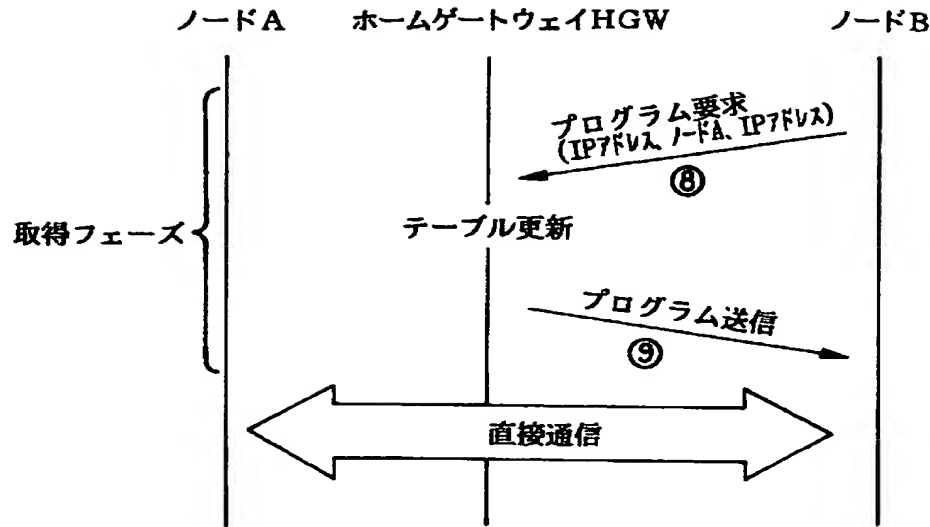 ノードA
ホームゲートウェイHGW
ノードB
プログラム要求
(IPアドレス、ノードA、IPアドレス)
⑧
取得フェーズ
テーブル更新
プログラム送信
⑨
直接通信